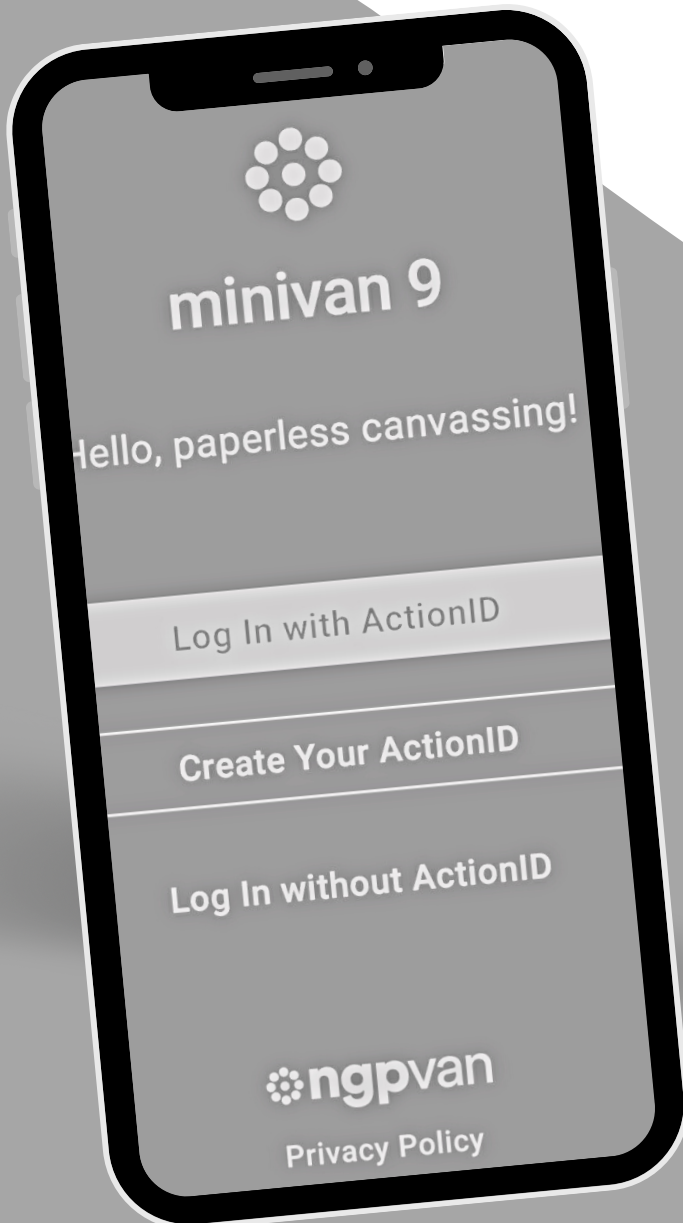 minivan 9
Hello, paperless canvassing!
Log In with ActionID
Create Your ActionID
Log In without ActionID
ngpvan
Privacy Policy